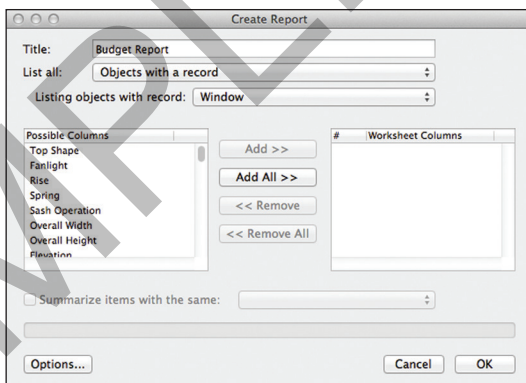 Create Report
Title: Budget Report
List all: Objects with a record
Listing objects with record: Window
Possible Columns
Top Shape
Fanlight
Rise
Spring
Sash Operation
Overall Width
Overall Height
Elevation
Add >>
Add All >>
<< Remove
<< Remove All
# Worksheet Columns
Summarize items with the same:
Options...
Cancel OK